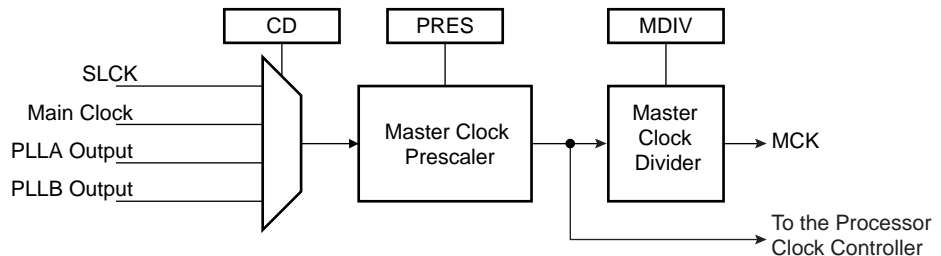 CD
PRES
MDIV
SLCK
Main Clock
PLLA Output
PLLB Output
Master Clock
Prescaler
Master
Clock
Divider
MCK
To the Processor
Clock Controller